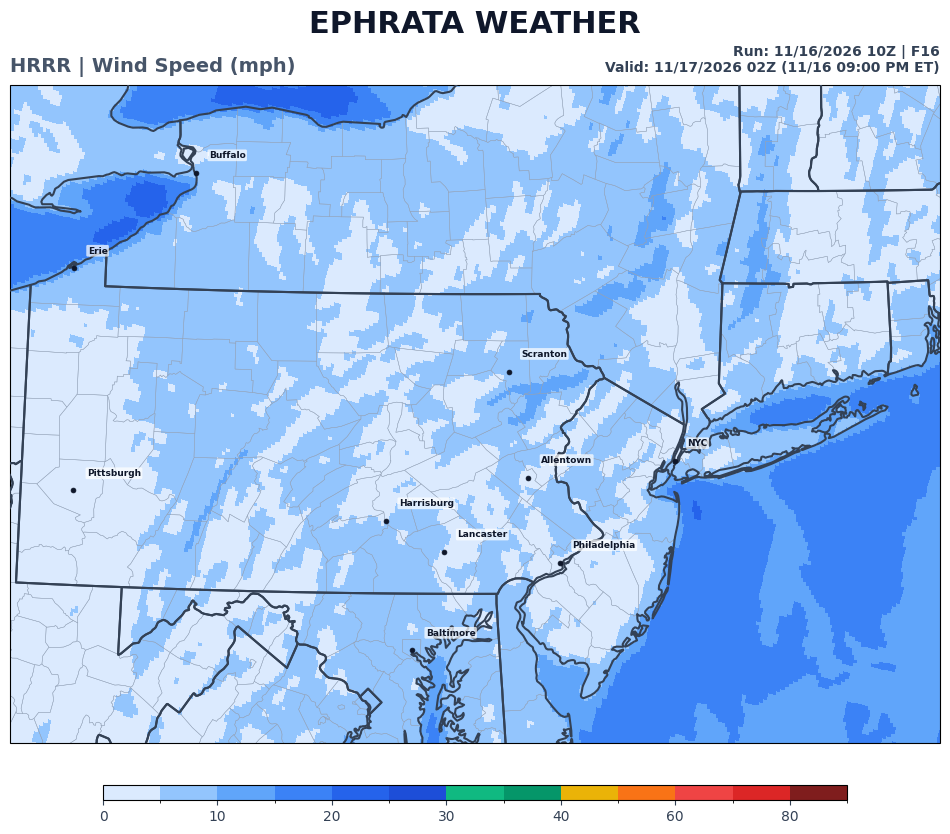 EPHRATA WEATHER
HRRR | Wind Speed (mph)
Run: 11/16/2026 10Z | F16
Valid: 11/17/2026 02Z (11/16 09:00 PM ET)
Buffalo
Erie
Scranton
NYC
Allentown
Pittsburgh
Harrisburg
Lancaster
Philadelphia
Baltimore
0 10 20 30 40 60 80